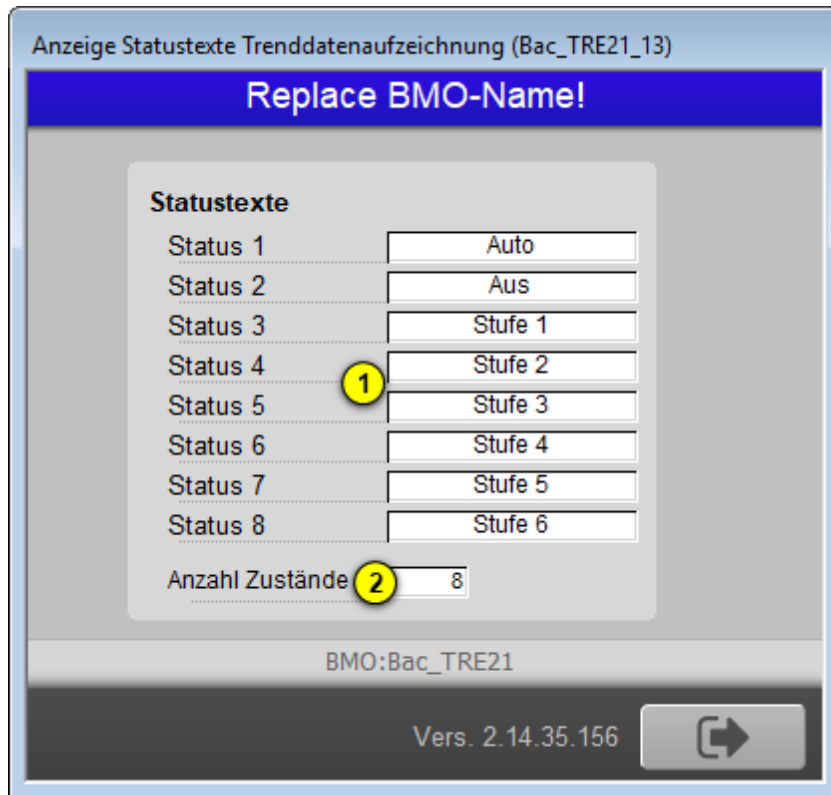 Anzeige Statustexte Trenddatenaufzeichnung (Bac_TRE21_13)
Replace BMO-Name!
Statustexte
Status 1 Auto
Status 2 Aus
Status 3 Stufe 1
Status 4 Stufe 2
1
Status 5 Stufe 3
Status 6 Stufe 4
Status 7 Stufe 5
Status 8 Stufe 6
Anzahl Zustände 2 8
BMO:Bac_TRE21
Vers. 2.14.35.156